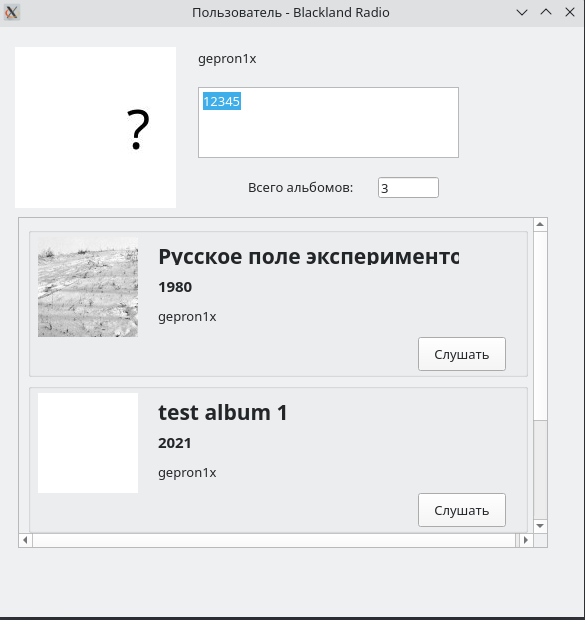 Пользователь - Blackland Radio
?
gepron1x
12345
Всего альбомов: 3
Русское поле эксперименто
1980
gepron1x
Слушать
test album 1
2021
gepron1x
Слушать